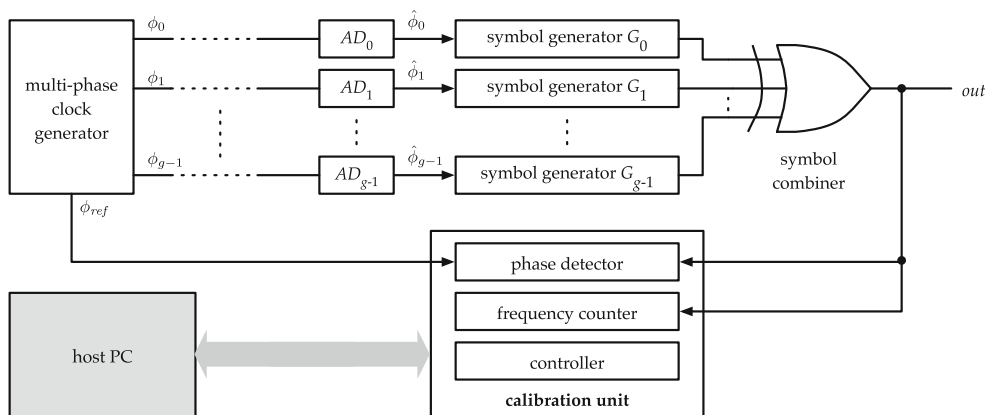 multi-phase
clock
generator
ϕ0
ϕ1
ϕg−1
ϕref
AD0
AD1
ADg-1
ϕ̂0
ϕ̂1
ϕ̂g−1
symbol generator G0
symbol generator G1
symbol generator Gg-1
symbol
combiner
out
phase detector
frequency counter
controller
calibration unit
host PC